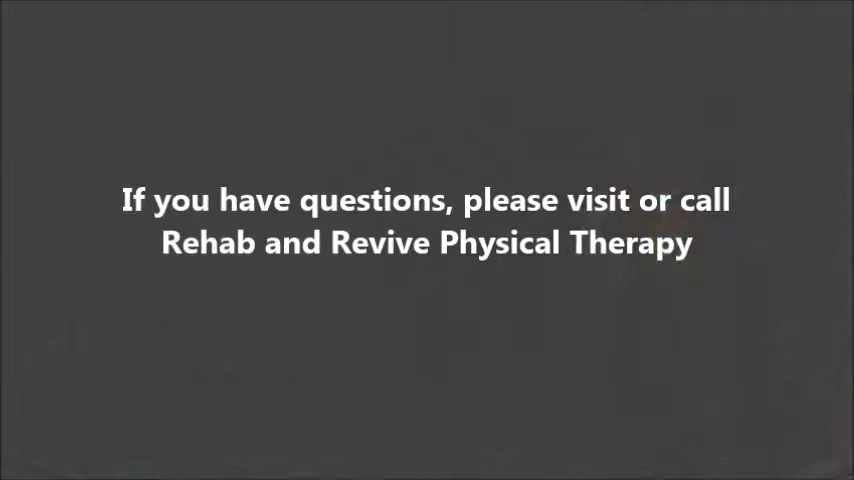 If you have questions, please visit or call
Rehab and Revive Physical Therapy